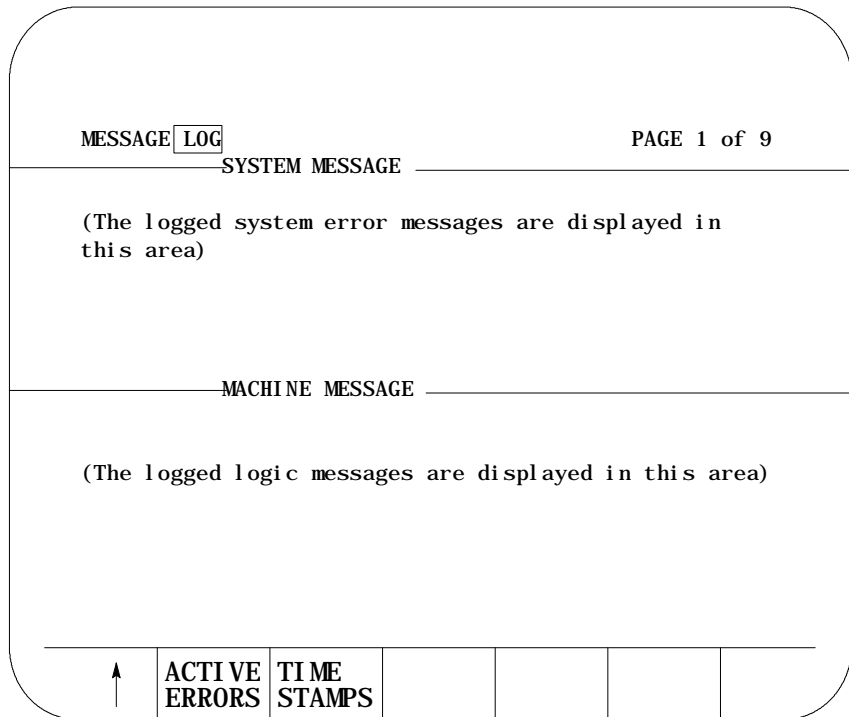 MESSAGE LOG PAGE 1 of 9
SYSTEM MESSAGE
(The logged system error messages are displayed in
this area)
MACHINE MESSAGE
(The logged logic messages are displayed in this area)
ACTIVE TIME
ERRORS STAMPS